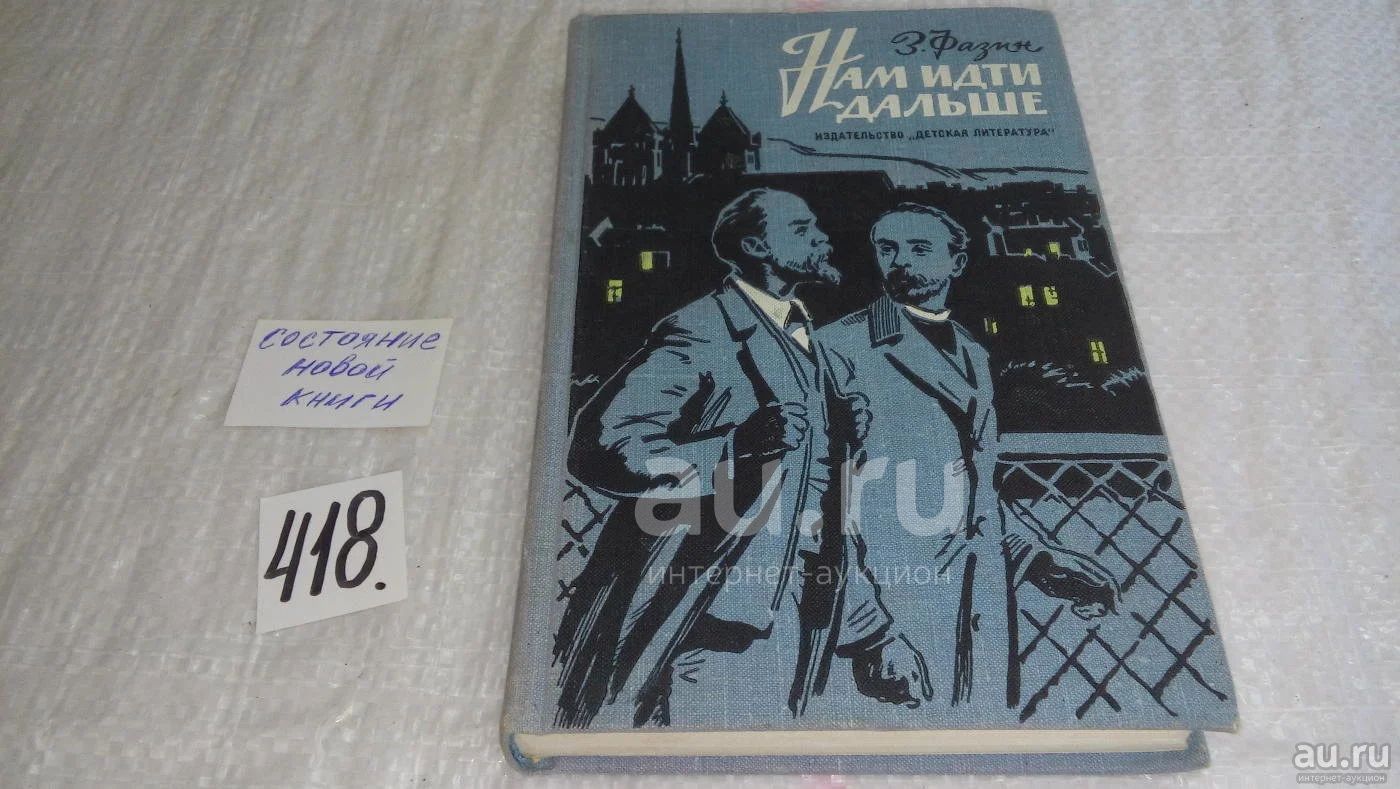 З. Фазин
НАМ ИДТИ
ДАЛЬШЕ
ИЗДАТЕЛЬСТВО „ДЕТСКАЯ ЛИТЕРАТУРА"
состояние
новой
книги
418.
au.ru
интернет-аукцион
au.ru
интернет-аукцион